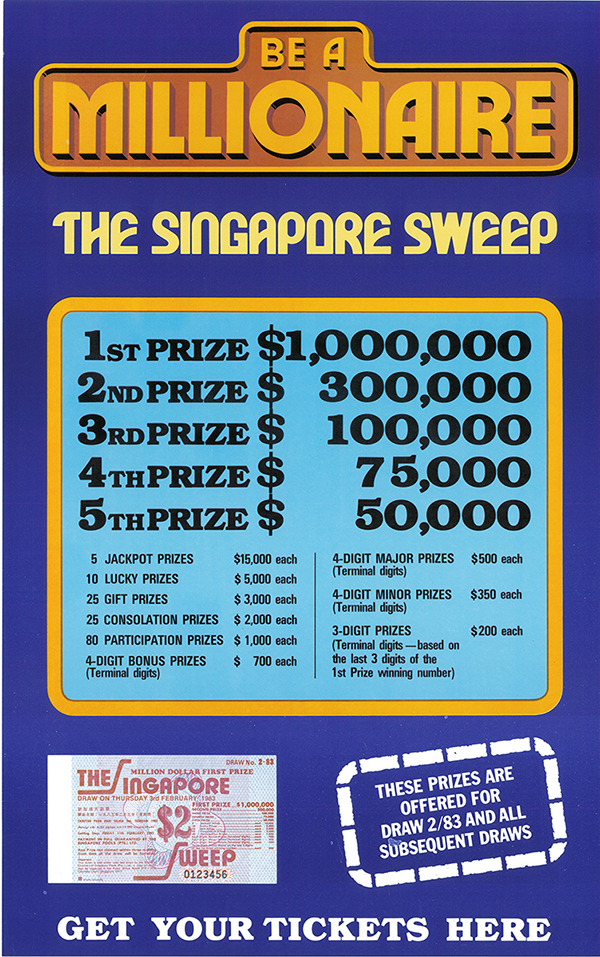 BE A
MILLIONAIRE
THE SINGAPORE SWEEP
1ST PRIZE $1,000,000
2ND PRIZE $ 300,000
3RD PRIZE $ 100,000
4TH PRIZE $ 75,000
5TH PRIZE $ 50,000
5 JACKPOT PRIZES $15,000 each
10 LUCKY PRIZES $ 5,000 each
25 GIFT PRIZES $ 3,000 each
25 CONSOLATION PRIZES $ 2,000 each
80 PARTICIPATION PRIZES $ 1,000 each
4-DIGIT BONUS PRIZES $ 700 each
(Terminal digits)
4-DIGIT MAJOR PRIZES $500 each
(Terminal digits)
4-DIGIT MINOR PRIZES $350 each
(Terminal digits)
3-DIGIT PRIZES $200 each
(Terminal digits — based on
the last 3 digits of the
1st Prize winning number)
DRAW No. 2-83
MILLION DOLLAR FIRST PRIZE
THE SINGAPORE
DRAW ON THURSDAY 3rd FEBRUARY 1983
FIRST PRIZE $1,000,000
$2
SWEEP
0123456
THESE PRIZES ARE
OFFERED FOR
DRAW 2/83 AND ALL
SUBSEQUENT DRAWS
GET YOUR TICKETS HERE